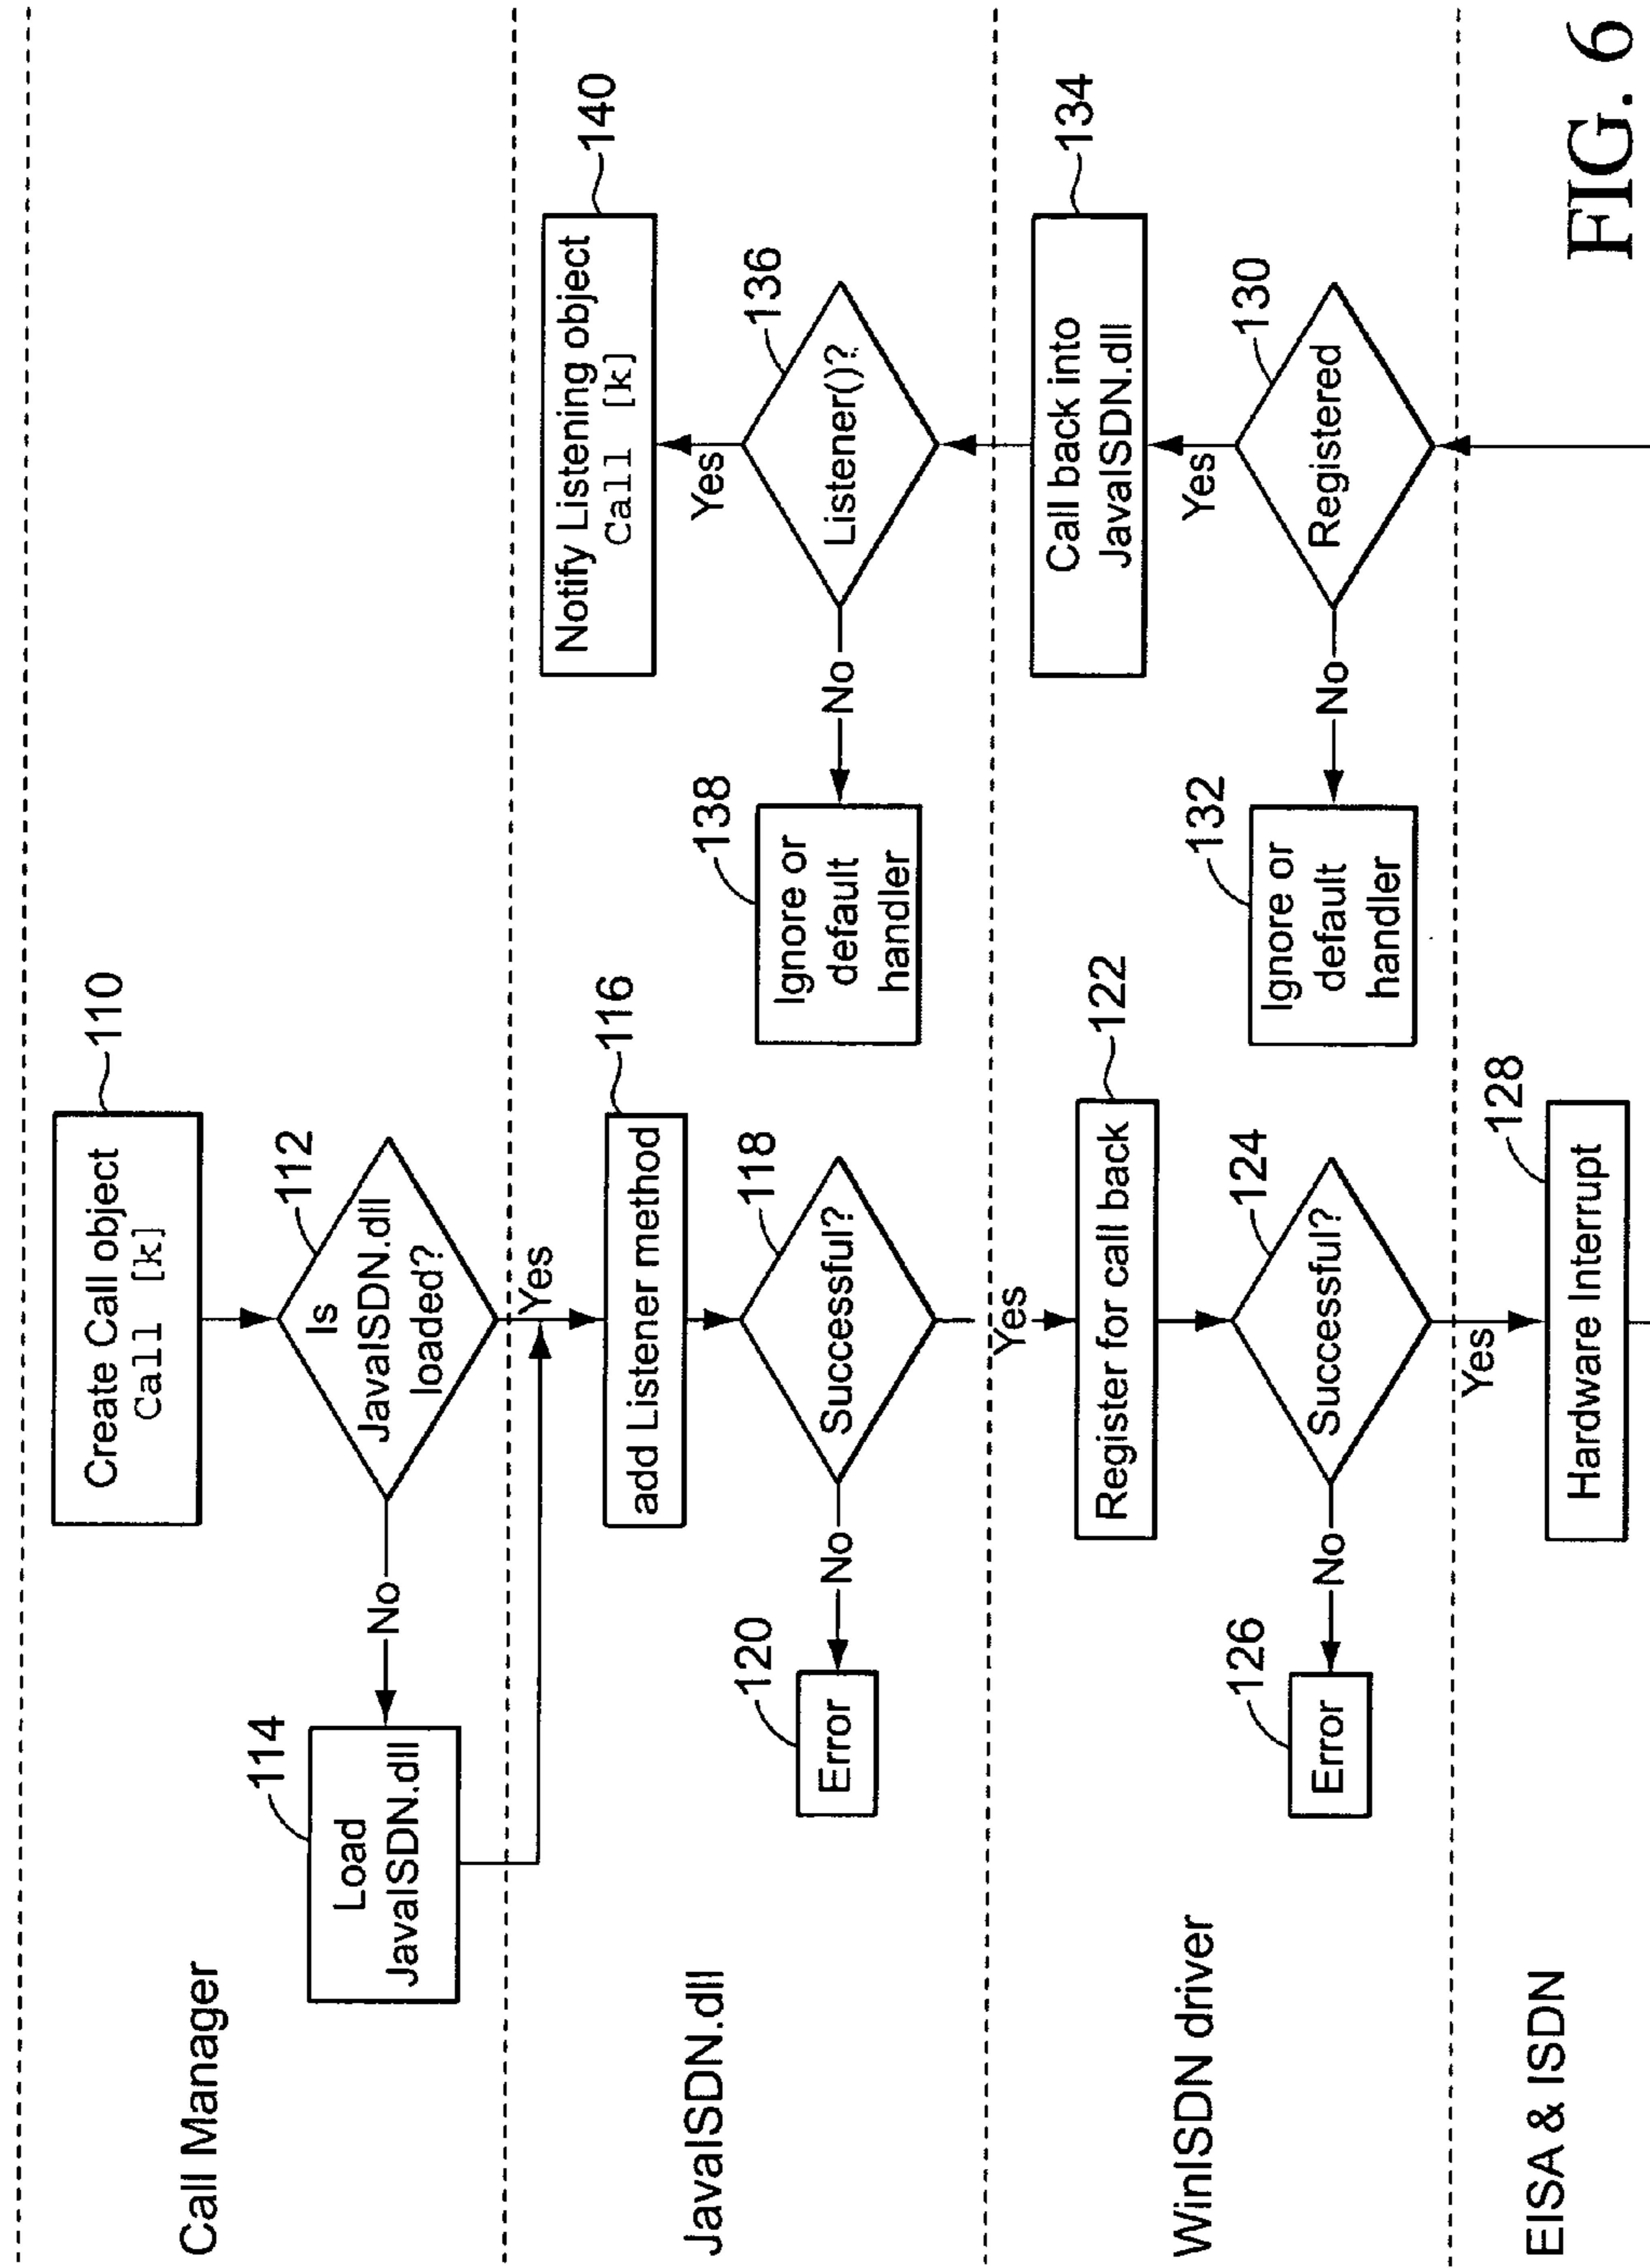 Call Manager
114
Load
JavaISDN.dll
No
Create Call object
Call [k]
110
Is
JavaISDN.dll
loaded?
112
Yes
JavaISDN.dll
add Listener method
116
Successful?
118
No
Error
120
Yes
Notify Listening object
Call [k]
140
Yes
Listener()?
136
No
Ignore or
default
handler
138
WinISDN driver
Register for call back
122
Successful?
124
No
Error
126
Yes
Call back into
JavaISDN.dll
134
Yes
Registered
130
No
Ignore or
default
handler
132
EISA & ISDN
Hardware Interrupt
128
FIG. 6